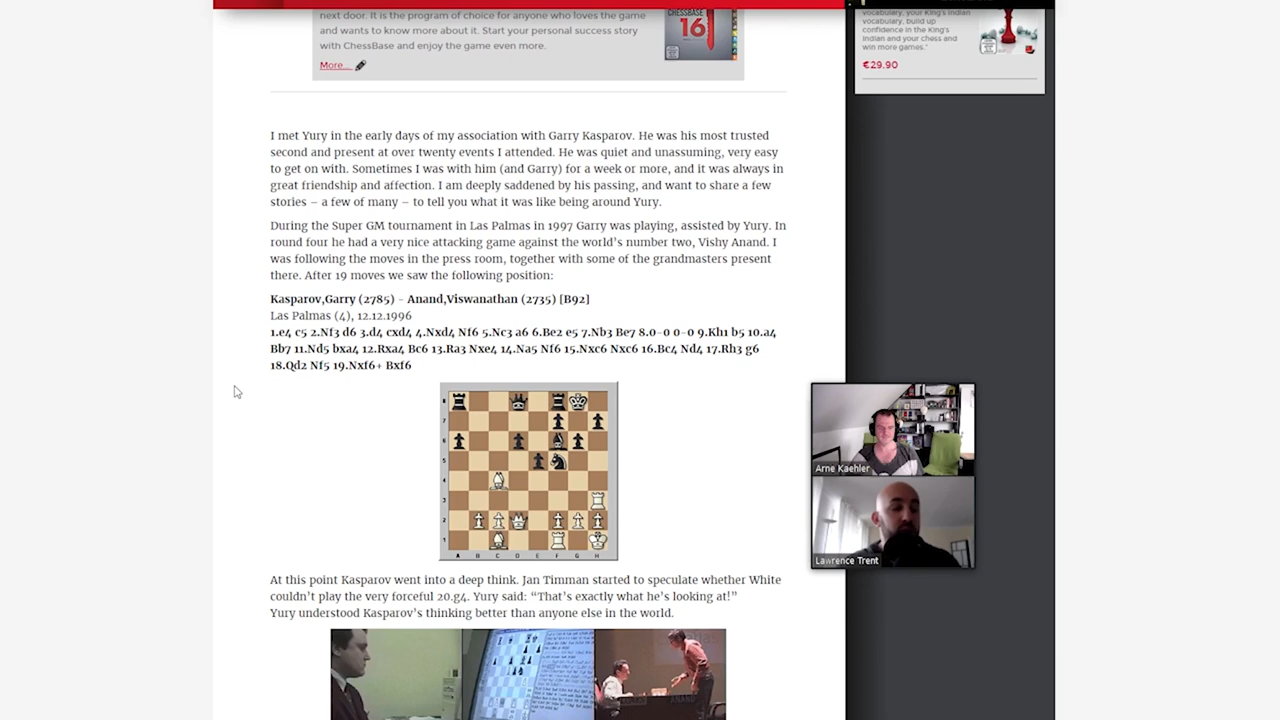 next door. It is the program of choice for anyone who loves the game
and wants to know more about it. Start your personal success story
with ChessBase and enjoy the game even more.
More...
CHESSBASE
16
vocabulary, your King's Indian
vocabulary, build up
confidence in the King's
Indian and your chess and
win more games."
€29.90
I met Yury in the early days of my association with Garry Kasparov. He was his most trusted
second and present at over twenty events I attended. He was quiet and unassuming, very easy
to get on with. Sometimes I was with him (and Garry) for a week or more, and it was always in
great friendship and affection. I am deeply saddened by his passing, and want to share a few
stories – a few of many – to tell you what it was like being around Yury.
During the Super GM tournament in Las Palmas in 1997 Garry was playing, assisted by Yury. In
round four he had a very nice attacking game against the world's number two, Vishy Anand. I
was following the moves in the press room, together with some of the grandmasters present
there. After 19 moves we saw the following position:
Kasparov,Garry (2785) - Anand,Viswanathan (2735) [B92]
Las Palmas (4), 12.12.1996
1.e4 c5 2.Nf3 d6 3.d4 cxd4 4.Nxd4 Nf6 5.Nc3 a6 6.Be2 e5 7.Nb3 Be7 8.0-0 0-0 9.Kh1 b5 10.a4
Bb7 11.Nd5 bxa4 12.Rxa4 Bc6 13.Ra3 Nxe4 14.Na5 Nf6 15.Nxc6 Nxc6 16.Bc4 Nd4 17.Rh3 g6
18.Qd2 Nf5 19.Nxf6+ Bxf6
8
7
6
5
4
3
2
1
A B C D E F G H
Arne Kaehler
Lawrence Trent
At this point Kasparov went into a deep think. Jan Timman started to speculate whether White
couldn't play the very forceful 20.g4. Yury said: “That's exactly what he's looking at!”
Yury understood Kasparov's thinking better than anyone else in the world.
ANAND